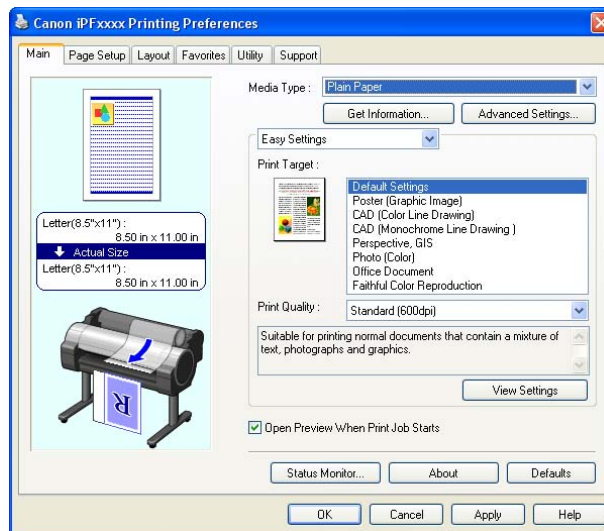 Canon iPFxxxx Printing Preferences
Main Page Setup Layout Favorites Utility Support
Media Type : Plain Paper
Get Information... Advanced Settings...
Easy Settings
Print Target :
Default Settings
Poster (Graphic Image)
CAD (Color Line Drawing)
CAD (Monochrome Line Drawing )
Perspective, GIS
Photo (Color)
Office Document
Faithful Color Reproduction
Letter(8.5"x11") :
8.50 in x 11.00 in
Actual Size
Letter(8.5"x11") :
8.50 in x 11.00 in
R
Print Quality : Standard (600dpi)
Suitable for printing normal documents that contain a mixture of
text, photographs and graphics.
View Settings
Open Preview When Print Job Starts
Status Monitor... About Defaults
OK Cancel Apply Help